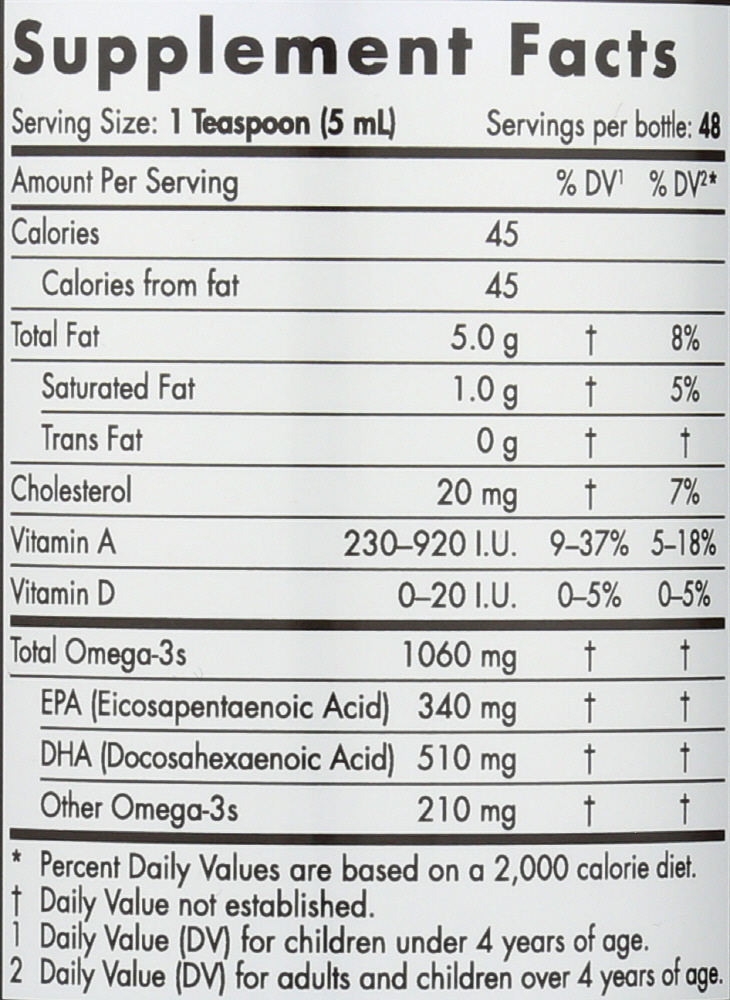 Supplement Facts
Serving Size: 1 Teaspoon (5 mL) Servings per bottle: 48
Amount Per Serving % DV¹ % DV²*
Calories 45
Calories from fat 45
Total Fat 5.0 g † 8%
Saturated Fat 1.0 g † 5%
Trans Fat 0 g † †
Cholesterol 20 mg † 7%
Vitamin A 230–920 I.U. 9–37% 5–18%
Vitamin D 0–20 I.U. 0–5% 0–5%
Total Omega-3s 1060 mg † †
EPA (Eicosapentaenoic Acid) 340 mg † †
DHA (Docosahexaenoic Acid) 510 mg † †
Other Omega-3s 210 mg † †
* Percent Daily Values are based on a 2,000 calorie diet.
† Daily Value not established.
1 Daily Value (DV) for children under 4 years of age.
2 Daily Value (DV) for adults and children over 4 years of age.